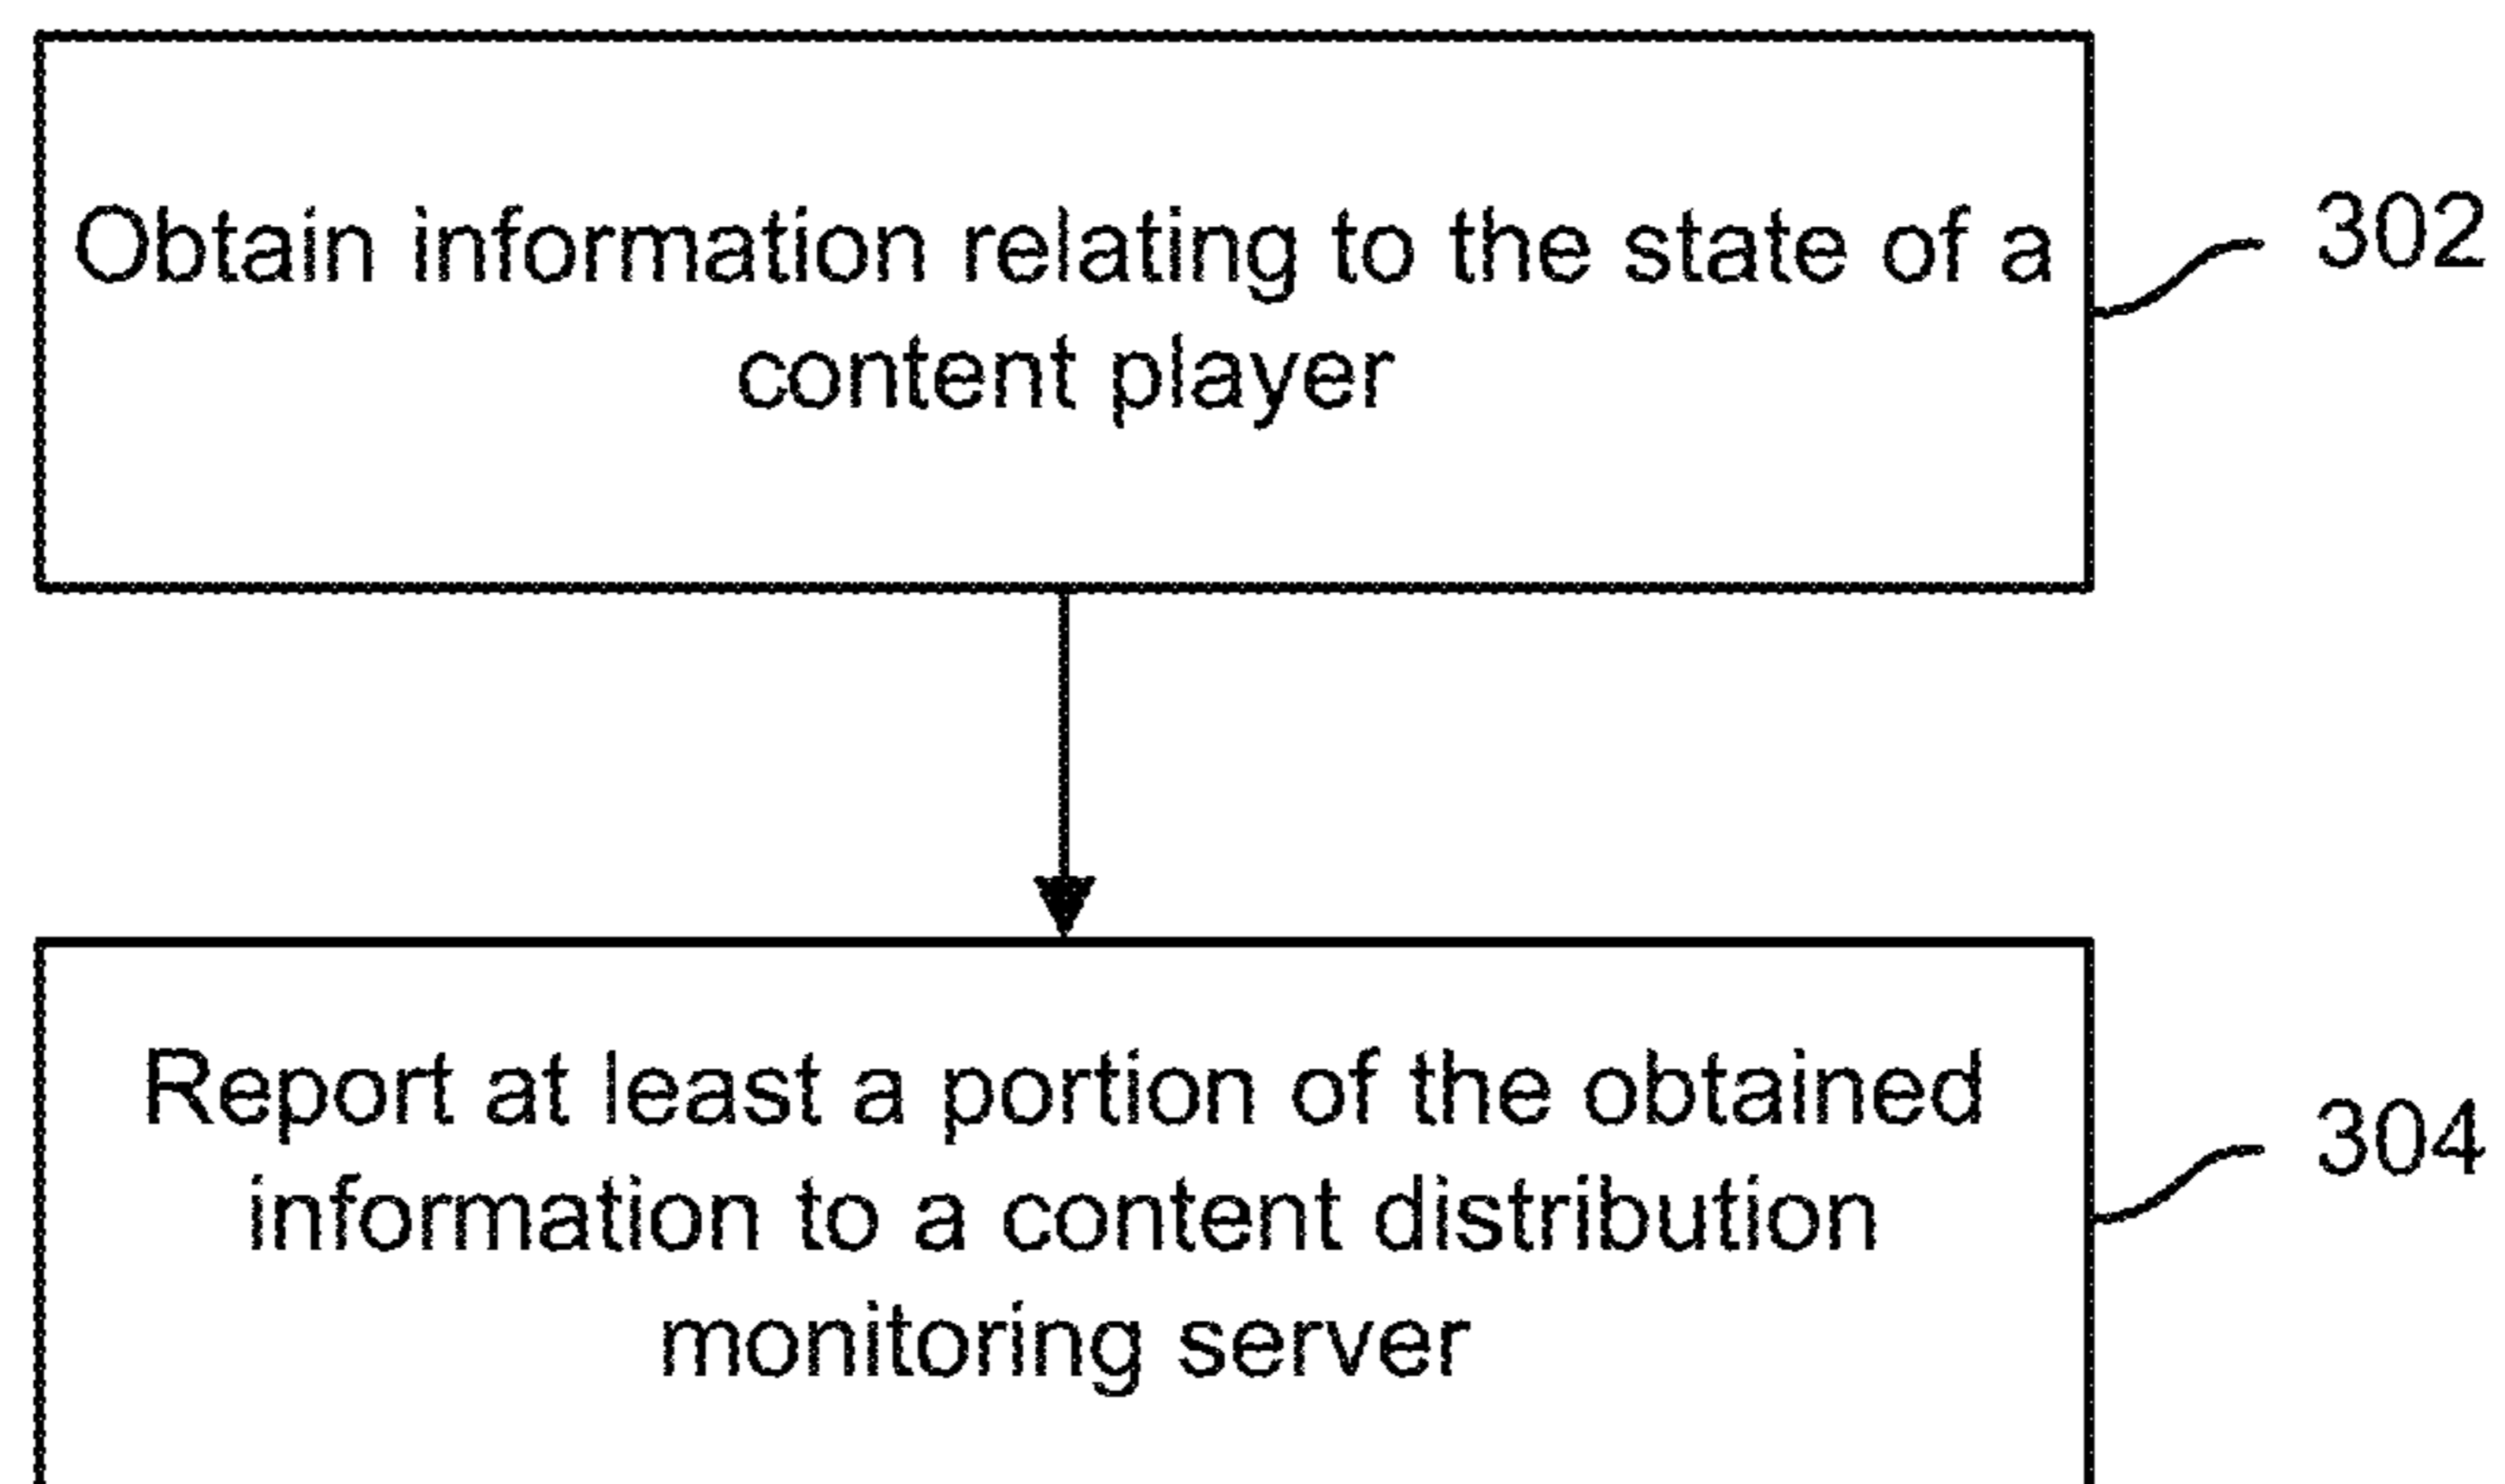 Obtain information relating to the state of a
content player
302
Report at least a portion of the obtained
information to a content distribution
monitoring server
304